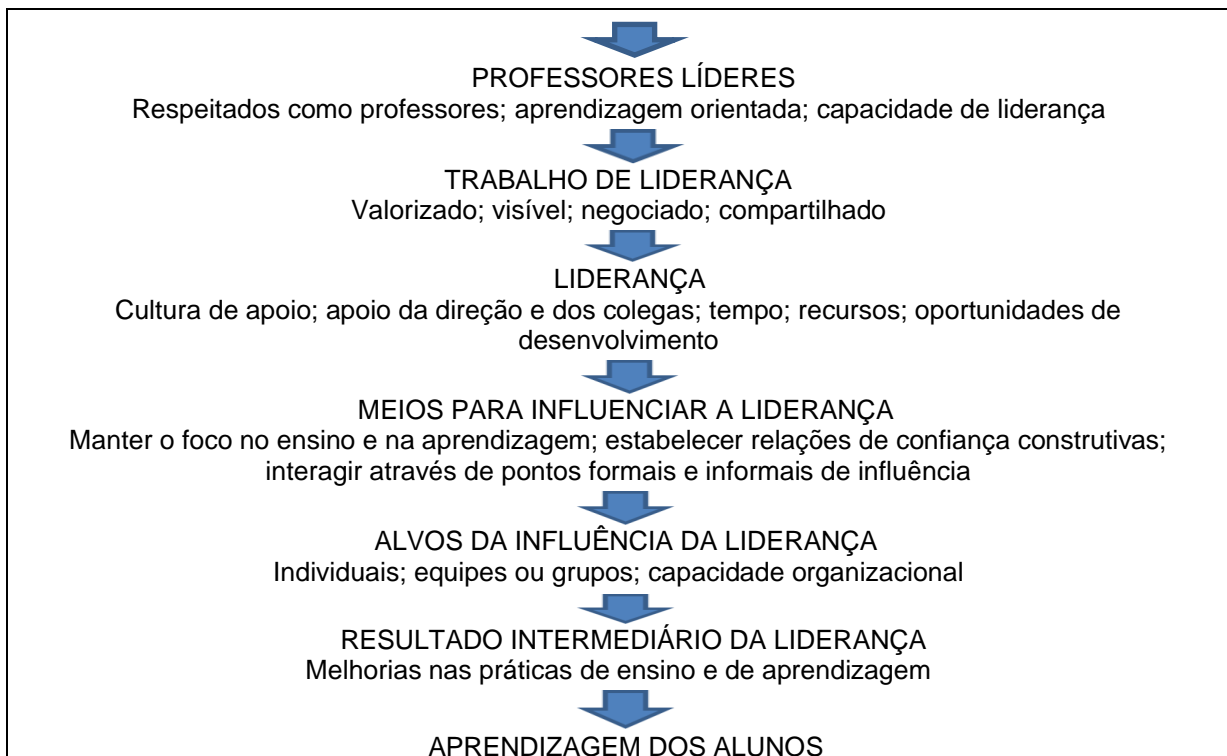 PROFESSORES LÍDERES
Respeitados como professores; aprendizagem orientada; capacidade de liderança
TRABALHO DE LIDERANÇA
Valorizado; visível; negociado; compartilhado
LIDERANÇA
Cultura de apoio; apoio da direção e dos colegas; tempo; recursos; oportunidades de
desenvolvimento
MEIOS PARA INFLUENCIAR A LIDERANÇA
Manter o foco no ensino e na aprendizagem; estabelecer relações de confiança construtivas;
interagir através de pontos formais e informais de influência
ALVOS DA INFLUÊNCIA DA LIDERANÇA
Individuais; equipes ou grupos; capacidade organizacional
RESULTADO INTERMEDIÁRIO DA LIDERANÇA
Melhorias nas práticas de ensino e de aprendizagem
APRENDIZAGEM DOS ALUNOS